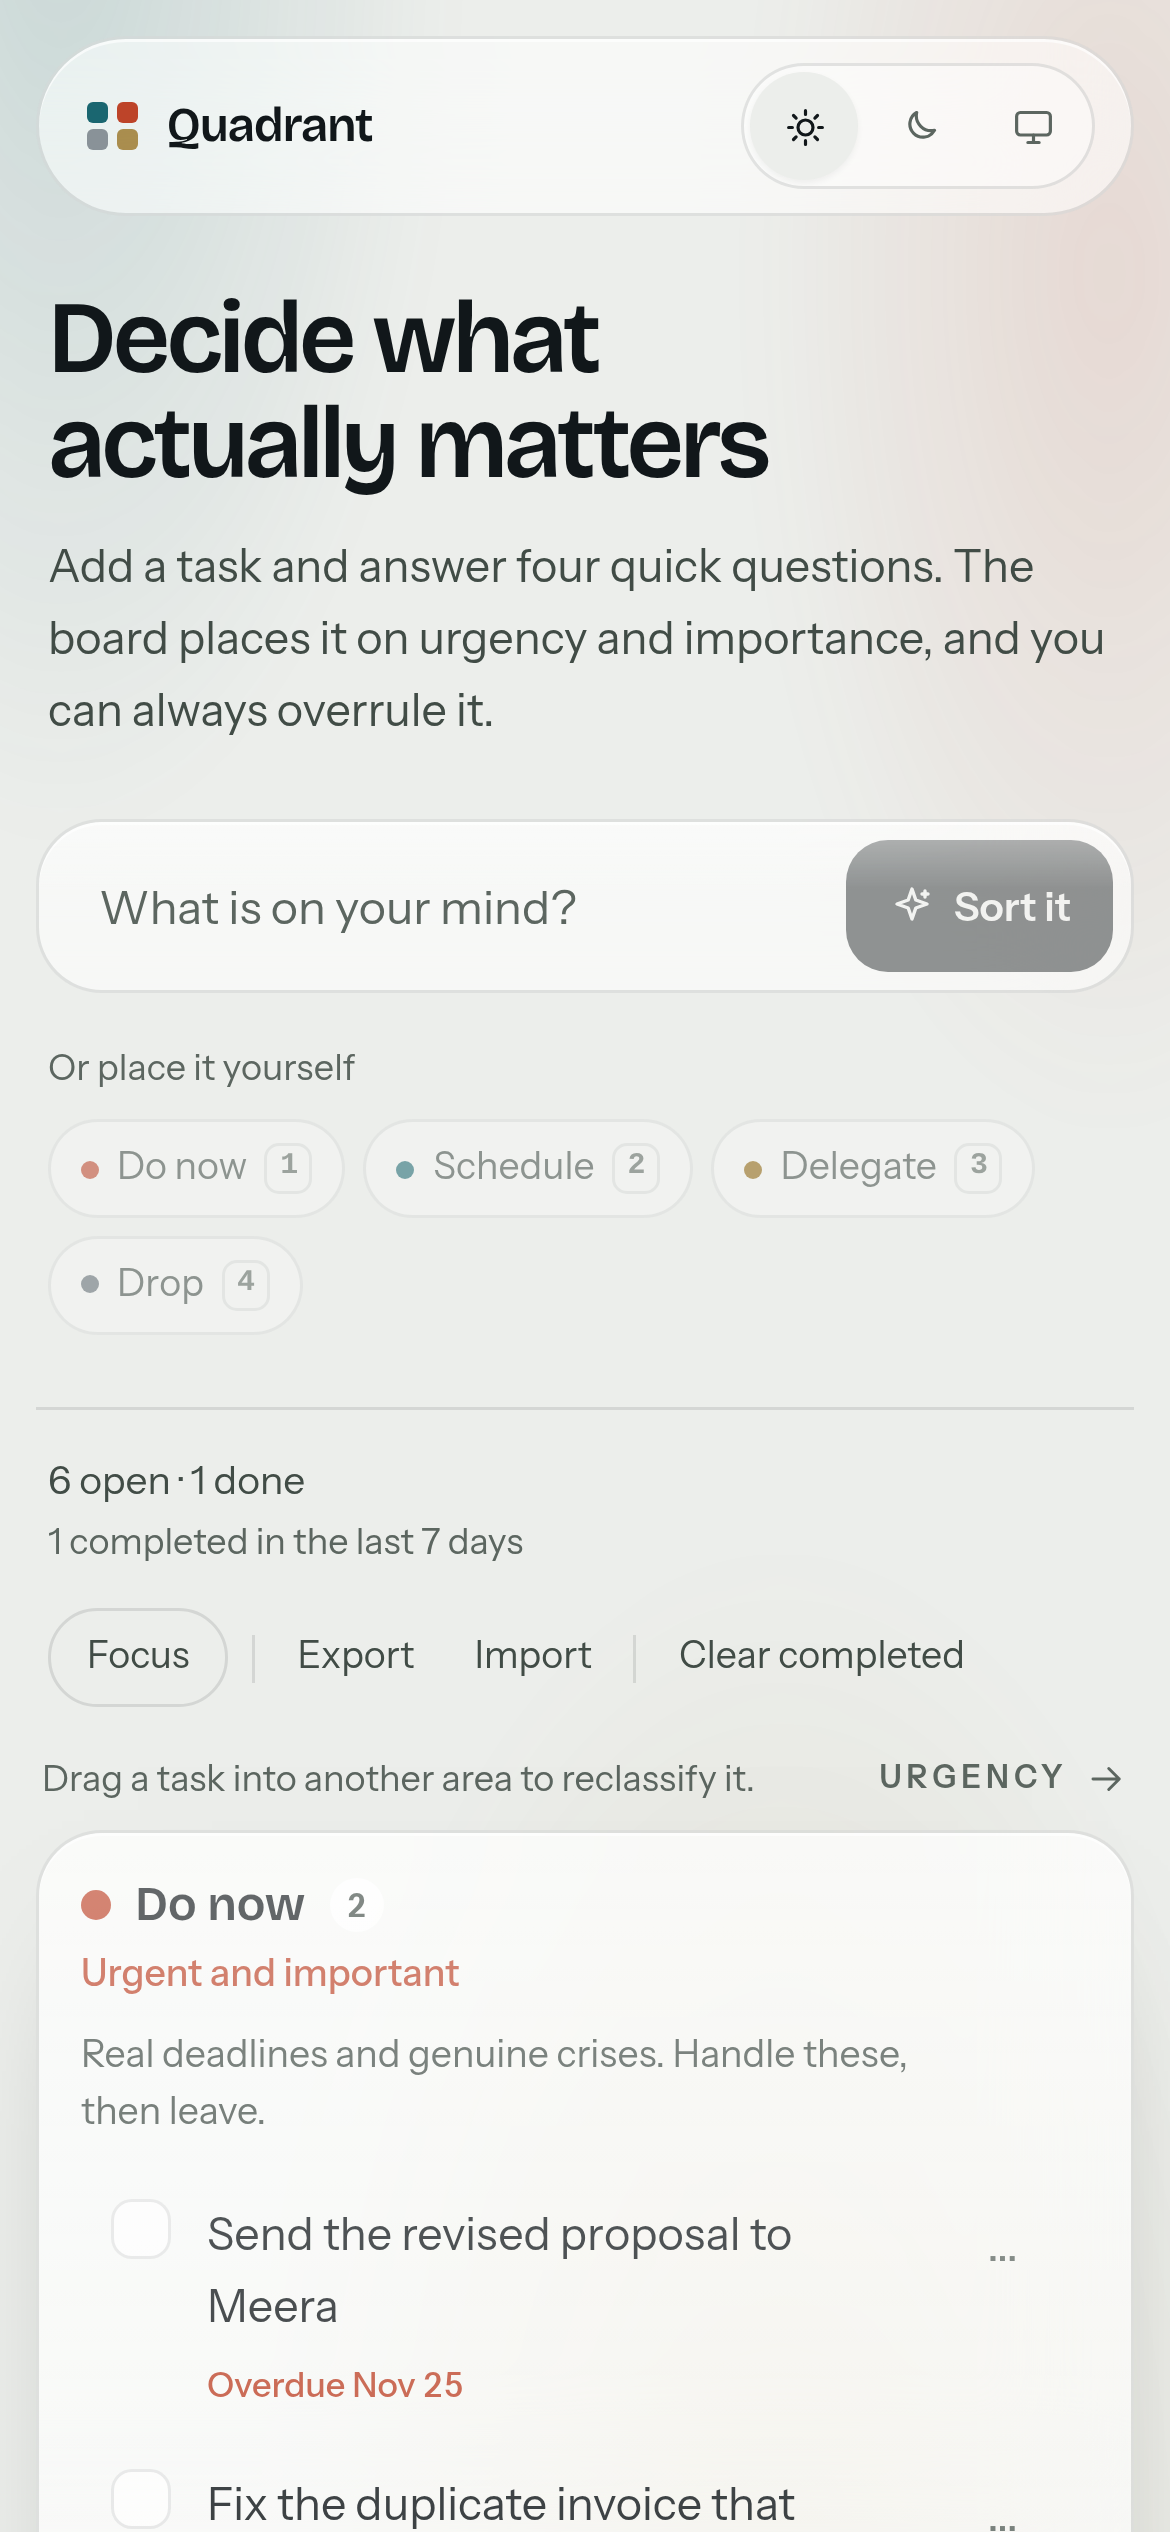 Quadrant
Decide what
actually matters
Add a task and answer four quick questions. The
board places it on urgency and importance, and you
can always overrule it.
What is on your mind?
Sort it
Or place it yourself
Do now 1
Schedule 2
Delegate 3
Drop 4
6 open · 1 done
1 completed in the last 7 days
Focus
Export
Import
Clear completed
Drag a task into another area to reclassify it.
URGENCY →
Do now 2
Urgent and important
Real deadlines and genuine crises. Handle these,
then leave.
Send the revised proposal to
Meera
...
Overdue Nov 25
Fix the duplicate invoice that
...